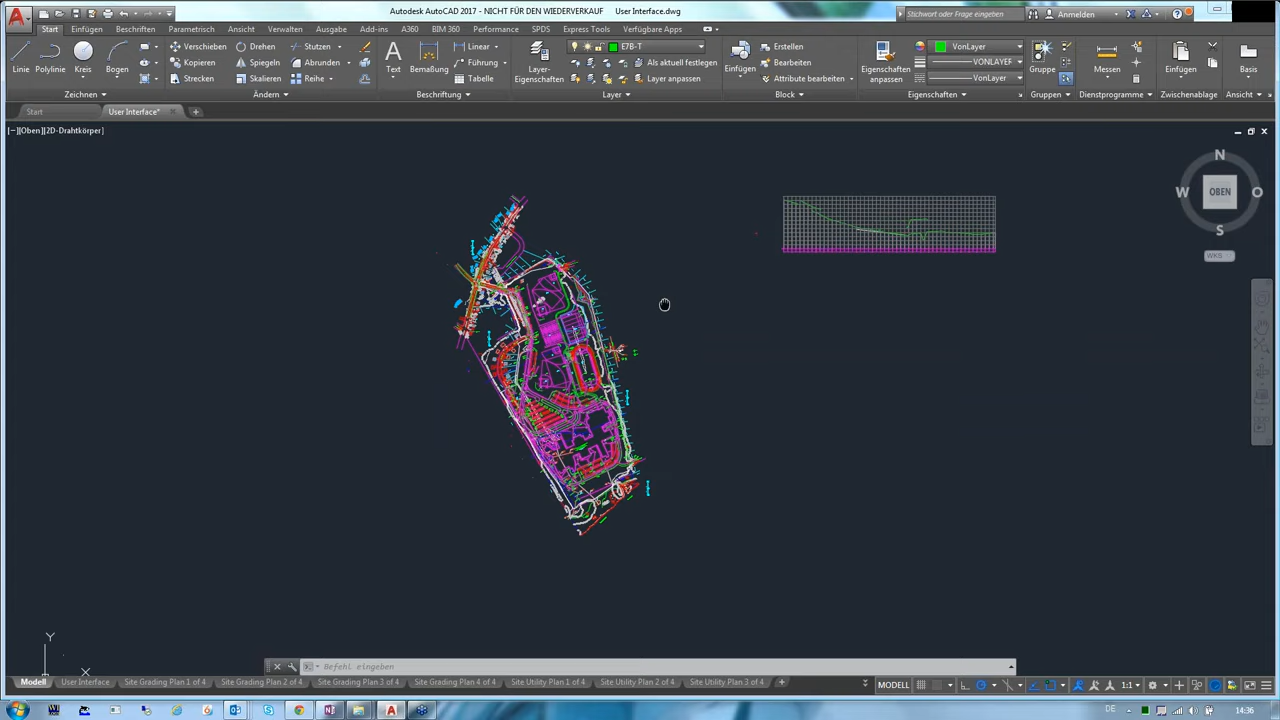 Autodesk AutoCAD 2017 - NICHT FÜR DEN WIEDERVERKAUF User Interface.dwg
Stichwort oder Frage eingeben
Anmelden
Start Einfügen Beschriften Parametrisch Ansicht Verwalten Ausgabe Add-ins A360 BIM 360 Performance SPDS Express Tools Verfügbare Apps
Linie Polylinie Kreis Bogen
Verschieben Drehen Stutzen
Kopieren Spiegeln Abrunden
Strecken Skalieren Reihe
Text Bemaßung
Linear
Führung
Tabelle
Layer-Eigenschaften
E7B-T
Als aktuell festlegen
Layer anpassen
Einfügen
Erstellen
Bearbeiten
Attribute bearbeiten
Eigenschaften anpassen
VonLayer
VONLAYEF
VonLayer
Gruppe
Messen
Einfügen
Basis
Zeichnen Ändern Beschriftung Layer Block Eigenschaften Gruppen Dienstprogramme Zwischenablage Ansicht
Start User Interface*
[−][Oben][2D-Drahtkörper]
N
W OBEN O
S
WKS
Y
X
Befehl eingeben
Modell User Interface Site Grading Plan 1 of 4 Site Grading Plan 2 of 4 Site Grading Plan 3 of 4 Site Grading Plan 4 of 4 Site Utility Plan 1 of 4 Site Utility Plan 2 of 4 Site Utility Plan 3 of 4
MODELL 1:1
DE 14:36